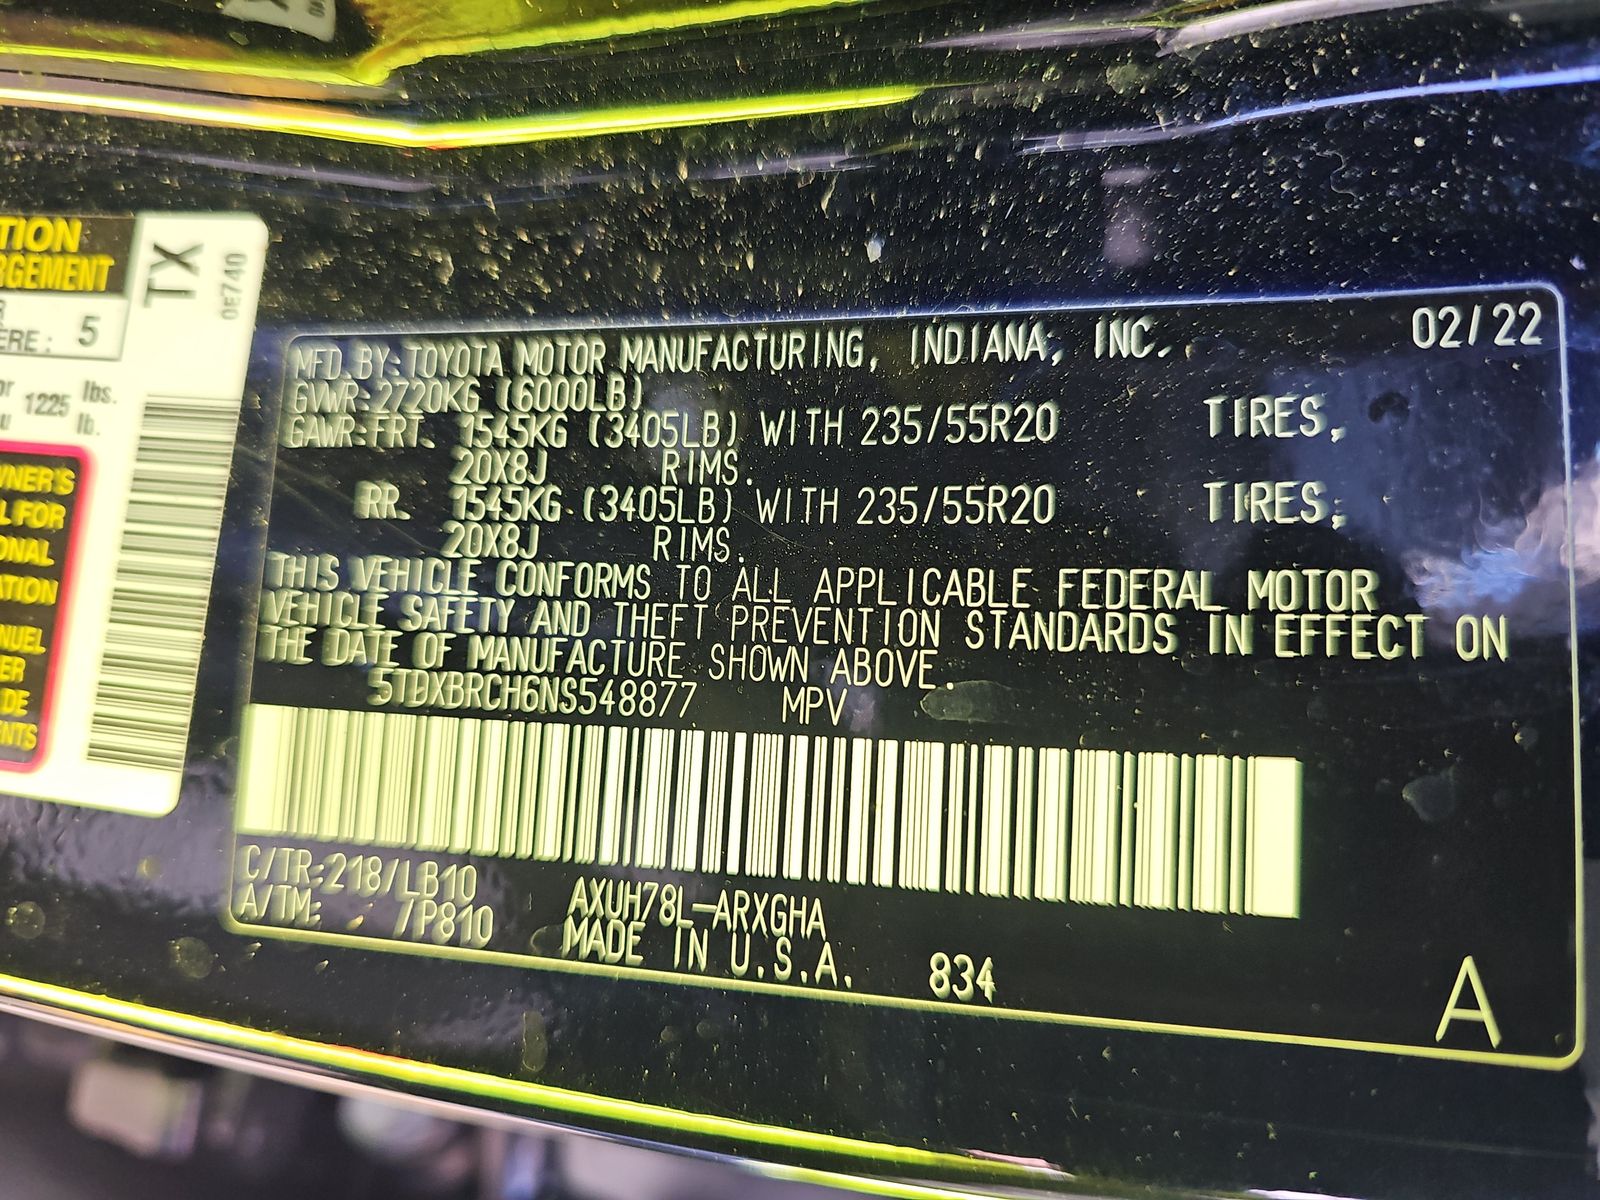 TION
RGEMENT
ERE: 5
1225 lbs.
lb.
TX
0E740
WNER'S
L FOR
ONAL
ATION
NUEL
ER
DE
NTS
MFD.BY:TOYOTA MOTOR MANUFACTURING, INDIANA, INC. 02/22
GVWR:2720KG (6000LB)
GAWR:FRT. 1545KG (3405LB) WITH 235/55R20 TIRES,
20X8J RIMS.
RR. 1545KG (3405LB) WITH 235/55R20 TIRES,
20X8J RIMS.
THIS VEHICLE CONFORMS TO ALL APPLICABLE FEDERAL MOTOR
VEHICLE SAFETY AND THEFT PREVENTION STANDARDS IN EFFECT ON
THE DATE OF MANUFACTURE SHOWN ABOVE.
5TDXBRCH6NS548877 MPV
C/TR:218/LB10 AXUH78L-ARXGHA
A/TM: /P810 MADE IN U.S.A. 834
A